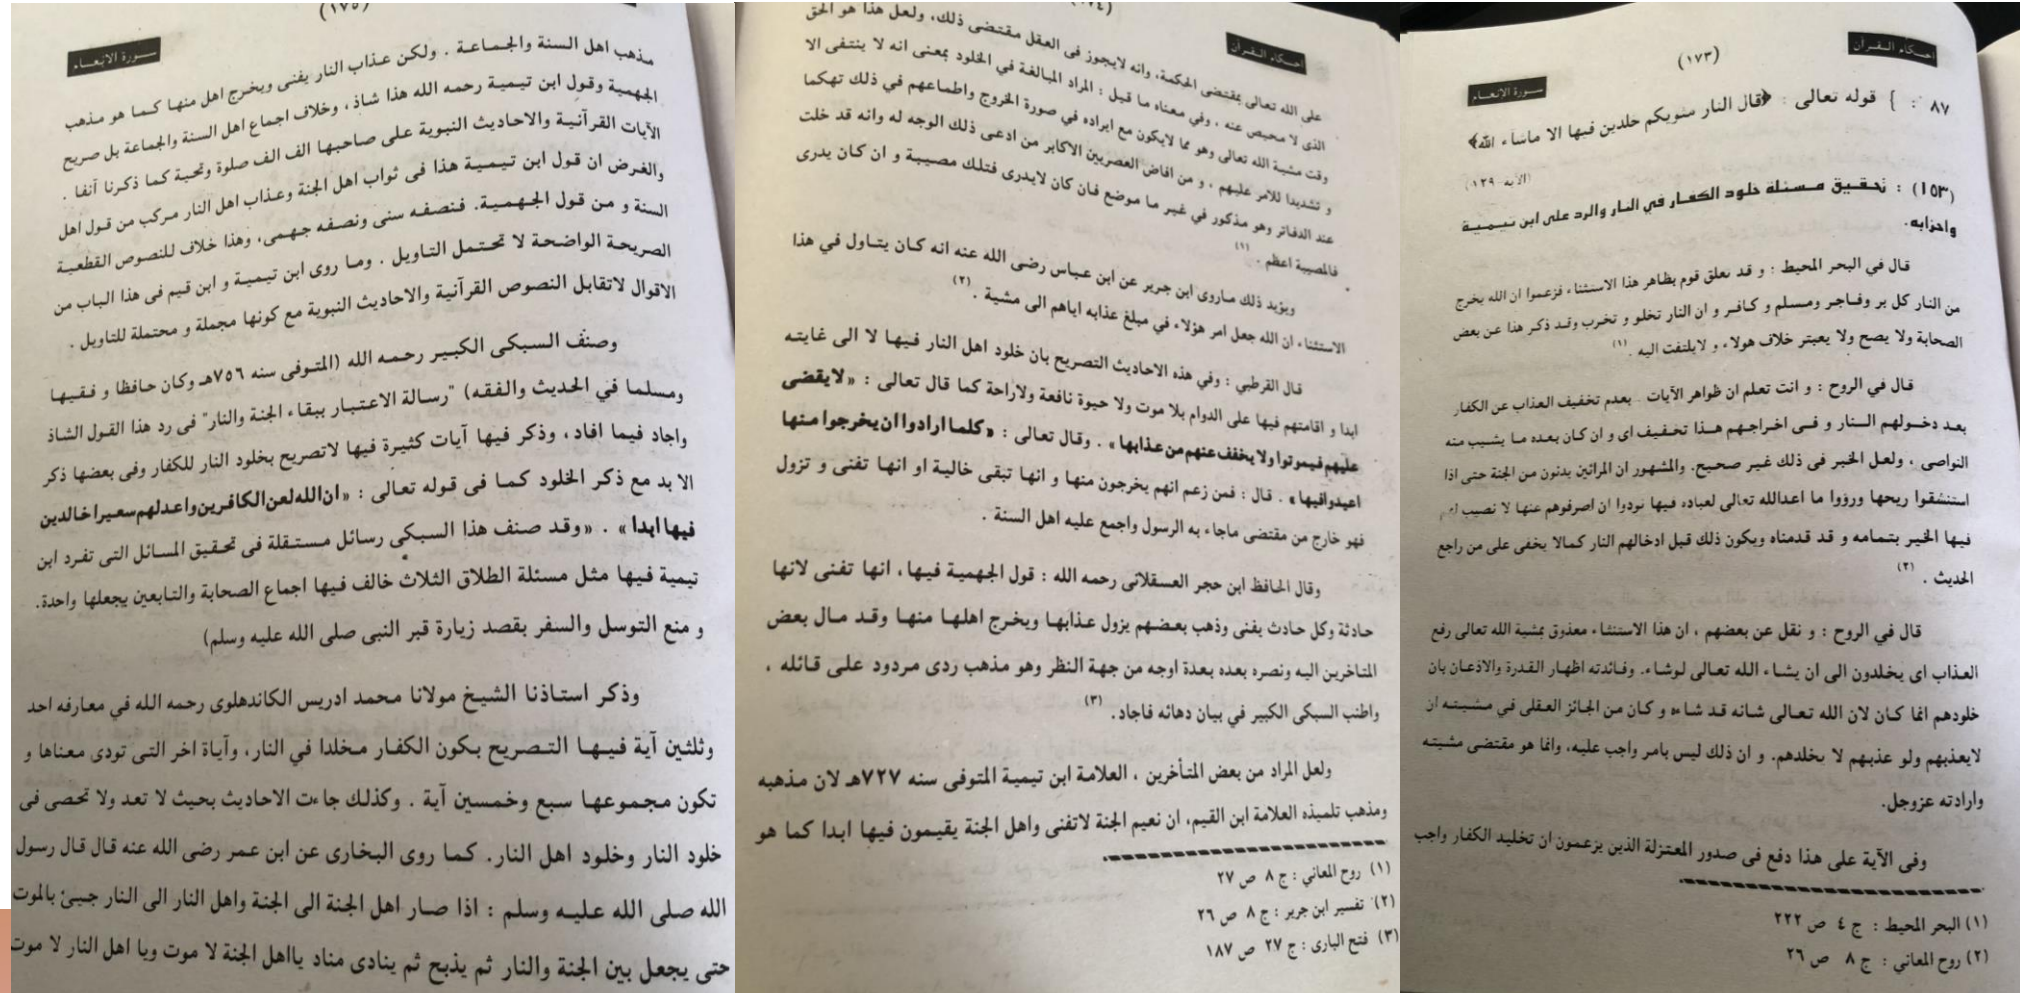 (١٧٣)
احكام القرآن
سورة الانعام
٨٧ : } قوله تعالى : ﴿قال النار مثويكم خلدين فيها الا ماشآء الله﴾
(الآية ١٣٩)
(١٥٣) : تحقيق مسئلة خلود الكفار في النار والرد على ابن تيمية
واحزابه.
قال في البحر المحيط : و قد تعلق قوم بظاهر هذا الاستثناء فزعموا ان الله يخرج
من النار كل بر وفاجر ومسلم و كافر و ان النار تخلو و تخرب وقد ذكر هذا عن بعض
الصحابة ولا يصح ولا يعبتر خلاف هولاء و لايلتفت اليه . (١)
قال في الروح : و انت تعلم ان ظواهر الآيات بعدم تخفيف العذاب عن الكفار
بعد دخولهم النار و فى اخراجهم هذا تخفيف اى و ان كان بعده ما يشيب منه
النواصى ، ولعل الخبر فى ذلك غير صحيح. والمشهور ان المرائين يدنون من الجنة حتى اذا
استنشقوا ريحها ورؤوا ما اعدالله تعالى لعباده فيها نودوا ان اصرفوهم عنها لا نصيب لهم
فيها الخبر بتمامه و قد قدمناه ويكون ذلك قبل ادخالهم النار كمالا يخفى على من راجع
الحديث . (٢)
قال في الروح : و نقل عن بعضهم ، ان هذا الاستثناء معذوق بمشية الله تعالى رفع
العذاب اى يخلدون الى ان يشاء الله تعالى لوشاء. وفائدته اظهار القدرة والاذعان بان
خلودهم انما كان لان الله تعالى شانه قد شاءه و كان من الجائز العقلى في مشيته ان
لايعذبهم ولو عذبهم لا يخلدهم. و ان ذلك ليس بامر واجب عليه، وانما هو مقتضى مشيته
وارادته عزوجل.
وفى الآية على هذا دفع فى صدور المعتزلة الذين يزعمون ان تخليد الكفار واجب
(١) البحر المحيط : ج ٤ ص ٢٢٢
(٢) روح المعاني : ج ٨ ص ٢٦
احكام القرآن
على الله تعالى بمقتضى الحكمة، وانه لايجوز فى العقل مقتضى ذلك، ولعل هذا هو الحق
الذى لا محيص عنه ، وفي معناه ما قيل : المراد المبالغة في الخلود بمعنى انه لا ينتفى الا
وقت مشية الله تعالى وهو مما لايكون مع ايراده في صورة الخروج واطماعهم في ذلك تهكما
و تشديدا للامر عليهم ، و من افاض العصريين الاكابر من ادعى ذلك الوجه له وانه قد خلت
عند الدفاتر وهو مذكور في غير ما موضع فان كان لايدرى فتلك مصيبة و ان كان يدرى
فالمصيبة اعظم . (١)
ويؤيد ذلك ماروى ابن جرير عن ابن عباس رضى الله عنه انه كان يتاول في هذا
الاستثناء ان الله جعل امر هؤلاء في مبلغ عذابه اياهم الى مشية . (٢)
قال القرطبي : وفي هذه الاحاديث التصريح بان خلود اهل النار فيها لا الى غايته
ابدا و اقامتهم فيها على الدوام بلا موت ولا حيوة نافعة ولاراحة كما قال تعالى : «لا يقضى
عليهم فيموتوا ولا يخفف عنهم من عذابها» . وقال تعالى : «كلما ارادوا ان يخرجوا منها
اعيدوا فيها» . قال : فمن زعم انهم يخرجون منها و انها تبقى خالية او انها تفنى و تزول
فهو خارج من مقتضى ماجاء به الرسول واجمع عليه اهل السنة .
وقال الحافظ ابن حجر العسقلانى رحمه الله : قول الجهمية فيها، انها تفنى لانها
حادثة وكل حادث يفنى وذهب بعضهم يزول عذابها ويخرج اهلها منها وقد مال بعض
المتاخرين اليه ونصره بعده بعدة اوجه من جهة النظر وهو مذهب ردى مردود على قائله ،
واطنب السبكى الكبير في بيان دهائه فاجاد. (٣)
ولعل المراد من بعض المتأخرين ، العلامة ابن تيمية المتوفى سنه ٧٢٧هـ لان مذهبه
ومذهب تلميذه العلامة ابن القيم، ان نعيم الجنة لاتفنى واهل الجنة يقيمون فيها ابدا كما هو
(١) روح المعاني : ج ٨ ص ٢٧
(٢) تفسير ابن جرير : ج ٨ ص ٢٦
(٣) فتح البارى : ج ٢٧ ص ١٨٧
(١٧٥)
سورة الانعام
مذهب اهل السنة والجماعة . ولكن عذاب النار يفنى ويخرج اهل منها كما هو مذهب
الجهمية وقول ابن تيمية رحمه الله هذا شاذ ، وخلاف اجماع اهل السنة والجماعة بل صريح
الآيات القرآنية والاحاديث النبوية على صاحبها الف الف صلوة وتحية كما ذكرنا آنفا .
والغرض ان قول ابن تيمية هذا فى ثواب اهل الجنة وعذاب اهل النار مركب من قول اهل
السنة و من قول الجهمية. فنصفه سنى ونصفه جهمى، وهذا خلاف للنصوص القطعية
الصريحة الواضحة لا تحتمل التاويل . وما روى ابن تيمية و ابن قيم فى هذا الباب من
الاقوال لاتقابل النصوص القرآنية والاحاديث النبوية مع كونها مجملة و محتملة للتاويل .
وصنف السبكى الكبير رحمه الله (المتوفى سنه ٧٥٦هـ وكان حافظا و فقيها
ومسلما في الحديث والفقه) "رسالة الاعتبار ببقاء الجنة والنار" فى رد هذا القول الشاذ
واجاد فيما افاد، وذكر فيها آيات كثيرة فيها لاتصريح بخلود النار للكفار وفى بعضها ذكر
الا بد مع ذكر الخلود كما فى قوله تعالى : «ان الله لعن الكافرين واعد لهم سعيرا خالدين
فيها ابدا» . «وقد صنف هذا السبكى رسائل مستقلة فى تحقيق المسائل التى تفرد ابن
تيمية فيها مثل مسئلة الطلاق الثلاث خالف فيها اجماع الصحابة والتابعين يجعلها واحدة.
و منع التوسل والسفر بقصد زيارة قبر النبى صلى الله عليه وسلم)
وذكر استاذنا الشيخ مولانا محمد ادريس الكاندهلوى رحمه الله في معارفه احد
وثلثين آية فيها التصريح بكون الكفار مخلدا في النار، وآياة اخر التى تودى معناها و
تكون مجموعها سبع وخمسين آية . وكذلك جاءت الاحاديث بحيث لا تعد ولا تحصى فى
خلود النار وخلود اهل النار. كما روى البخارى عن ابن عمر رضى الله عنه قال قال رسول
الله صلى الله عليه وسلم : اذا صار اهل الجنة الى الجنة واهل النار الى النار جيئ بالموت
حتى يجعل بين الجنة والنار ثم يذبح ثم ينادى مناد يااهل الجنة لا موت ويا اهل النار لا موت